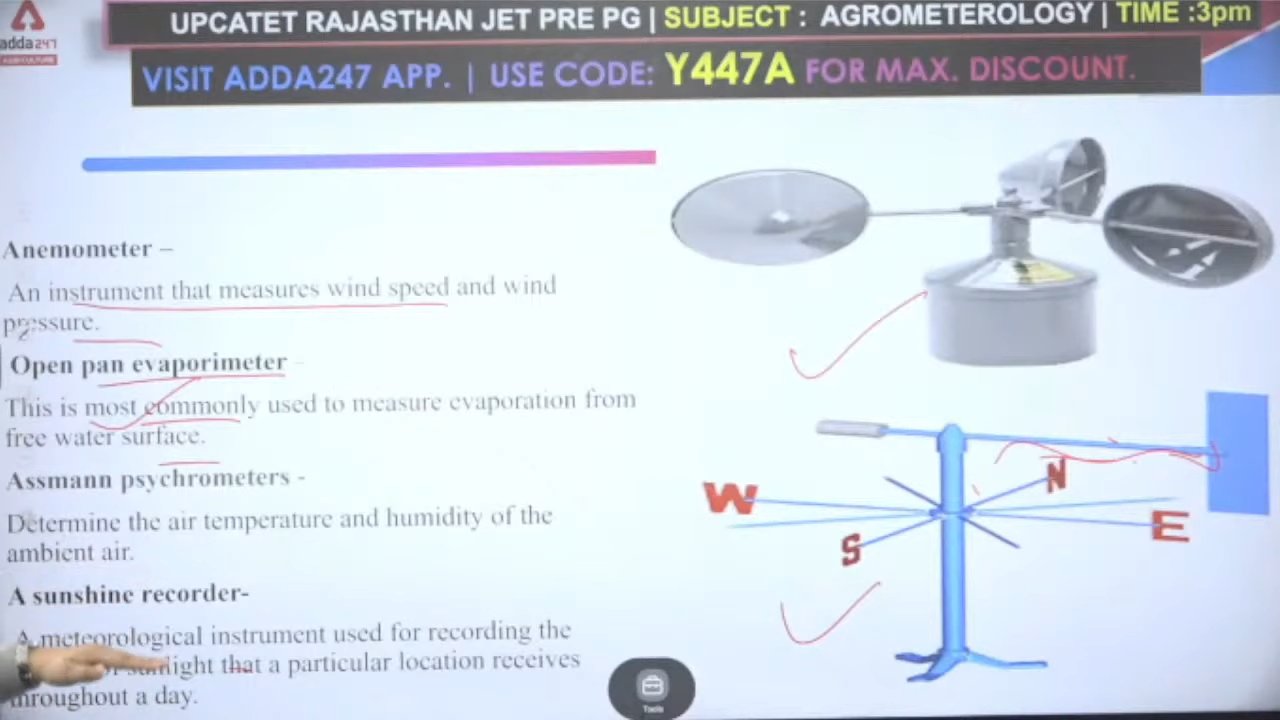 adda247
AGRICULTURE
UPCATET RAJASTHAN JET PRE PG | SUBJECT : AGROMETEROLOGY | TIME :3pm
VISIT ADDA247 APP. | USE CODE: Y447A FOR MAX. DISCOUNT.
Anemometer –
An instrument that measures wind speed and wind
pressure.
Open pan evaporimeter –
This is most commonly used to measure evaporation from
free water surface.
Assmann psychrometers -
Determine the air temperature and humidity of the
ambient air.
A sunshine recorder-
A meteorological instrument used for recording the
sunlight that a particular location receives
throughout a day.
W
N
S
E
Tools